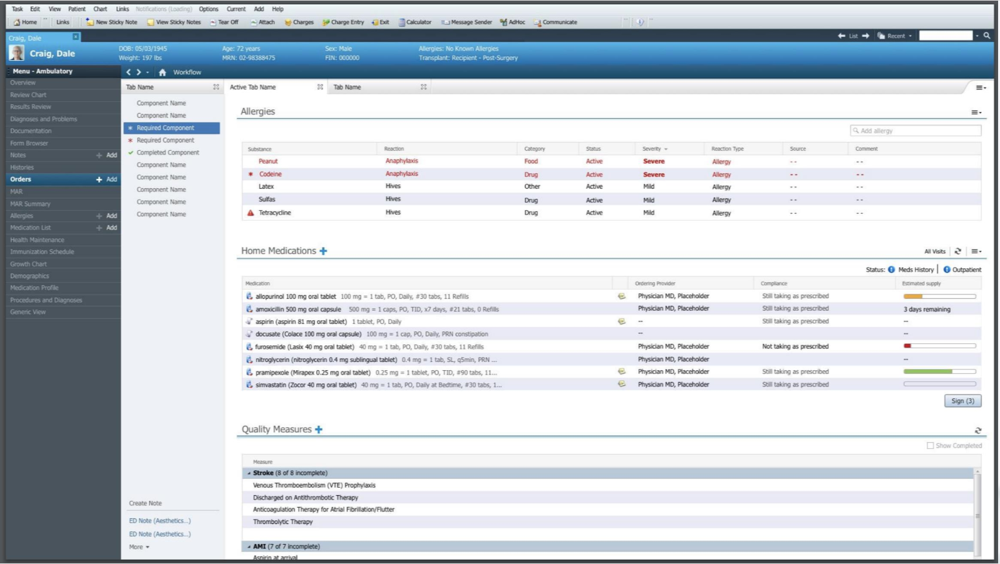 Task Edit View Patient Chart Links Notifications (Loading) Options Current Add Help
Home Links New Sticky Note View Sticky Notes Tear Off Attach Charges Charge Entry Exit Calculator Message Sender AdHoc Communicate
Craig, Dale
List Recent
Craig, Dale
DOB: 05/03/1945 Age: 72 years Sex: Male Allergies: No Known Allergies
Weight: 197 lbs MRN: 02-98388475 FIN: 000000 Transplant: Recipient - Post-Surgery
Menu - Ambulatory
Workflow
Overview
Review Chart
Results Review
Diagnoses and Problems
Documentation
Form Browser
Notes + Add
Histories
Orders + Add
MAR
MAR Summary
Allergies + Add
Medication List + Add
Health Maintenance
Immunization Schedule
Growth Chart
Demographics
Medication Profile
Procedures and Diagnoses
Generic View
Tab Name Active Tab Name Tab Name
Component Name
Component Name
* Required Component
* Required Component
Completed Component
Component Name
Component Name
Component Name
Component Name
Component Name
Create Note
ED Note (Aesthetics...)
ED Note (Aesthetics...)
More
Allergies
Add allergy
Substance Reaction Category Status Severity Reaction Type Source Comment
Peanut Anaphylaxis Food Active Severe Allergy -- --
* Codeine Anaphylaxis Drug Active Severe Allergy -- --
Latex Hives Other Active Mild Allergy -- --
Sulfas Hives Drug Active Mild Allergy -- --
Tetracycline Hives Drug Active Mild Allergy -- --
Home Medications +
All Visits
Status: Meds History | Outpatient
Medication Ordering Provider Compliance Estimated supply
allopurinol 100 mg oral tablet 100 mg = 1 tab, PO, Daily, #30 tabs, 11 Refills Physician MD, Placeholder Still taking as prescribed
amoxicillin 500 mg oral capsule 500 mg = 1 caps, PO, TID, x7 days, #21 tabs, 0 Refills Physician MD, Placeholder Still taking as prescribed 3 days remaining
aspirin (aspirin 81 mg oral tablet) 1 tablet, PO, Daily -- Still taking as prescribed --
docusate (Colace 100 mg oral capsule) 100 mg = 1 cap, PO, Daily, PRN constipation -- --
furosemide (Lasix 40 mg oral tablet) 40 mg = 1 tab, PO, Daily, #30 tabs, 11 Refills Physician MD, Placeholder Not taking as prescribed
nitroglycerin (nitroglycerin 0.4 mg sublingual tablet) 0.4 mg = 1 tab, SL, q5min, PRN ... Physician MD, Placeholder --
pramipexole (Mirapex 0.25 mg oral tablet) 0.25 mg = 1 tablet, PO, TID, #90 tabs, 11... Physician MD, Placeholder Still taking as prescribed
simvastatin (Zocor 40 mg oral tablet) 40 mg = 1 tab, PO, Daily at Bedtime, #30 tabs, 1... Physician MD, Placeholder Still taking as prescribed
Sign (3)
Quality Measures +
Show Completed
Measure
Stroke (8 of 8 incomplete)
Venous Thromboembolism (VTE) Prophylaxis
Discharged on Antithrombotic Therapy
Anticoagulation Therapy for Atrial Fibrillation/Flutter
Thrombolytic Therapy
AMI (7 of 7 incomplete)
Aspirin at arrival